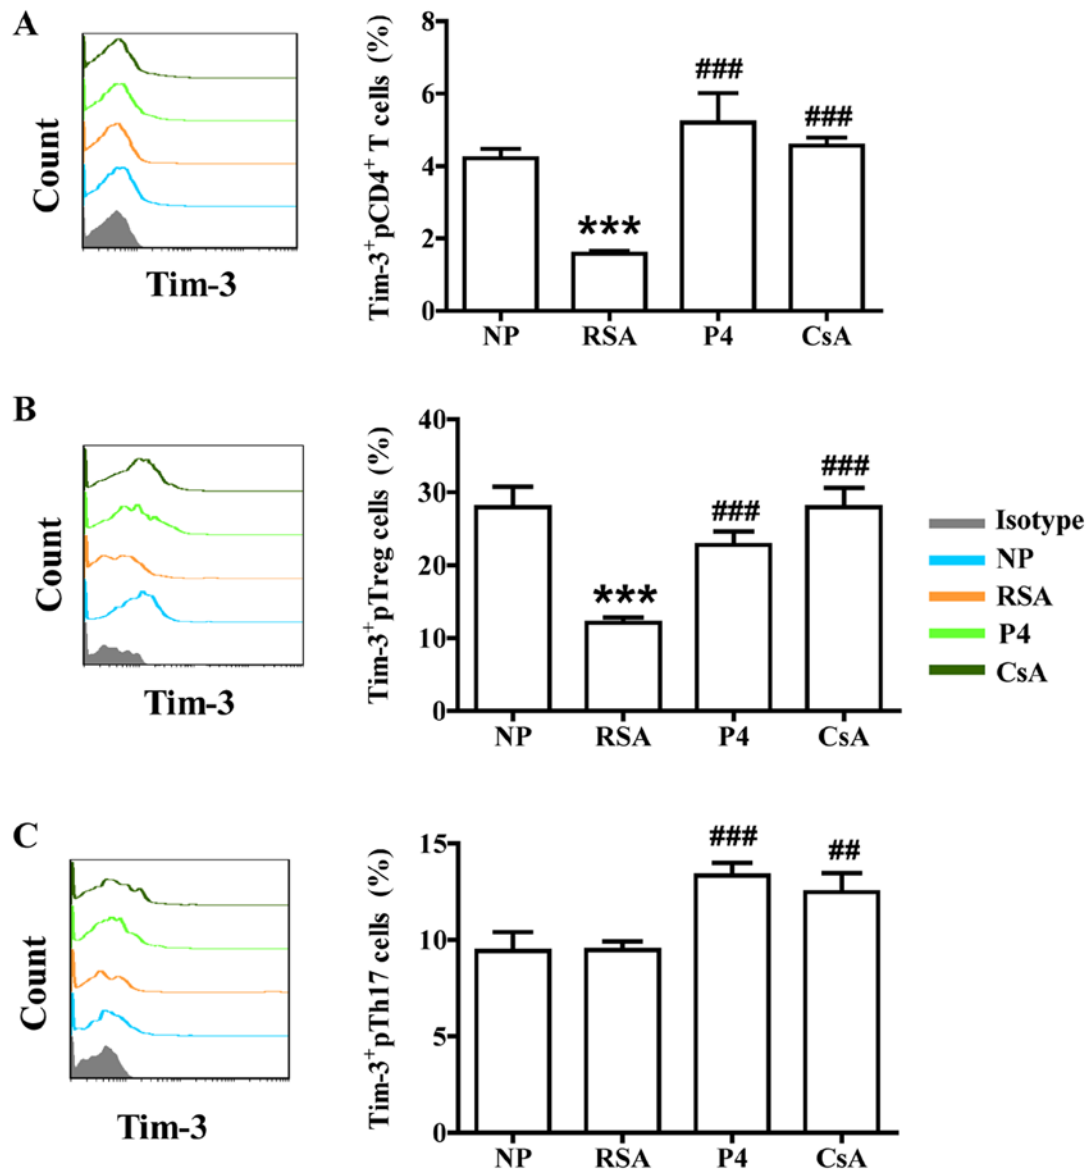 A
Count
Tim-3
Tim-3⁺pCD4⁺ T cells (%)
8
6
4
2
0
***
###
###
NP RSA P4 CsA
B
Count
Tim-3
Tim-3⁺pTreg cells (%)
40
30
20
10
0
***
###
###
NP RSA P4 CsA
Isotype
NP
RSA
P4
CsA
C
Count
Tim-3
Tim-3⁺pTh17 cells (%)
15
10
5
0
###
##
NP RSA P4 CsA